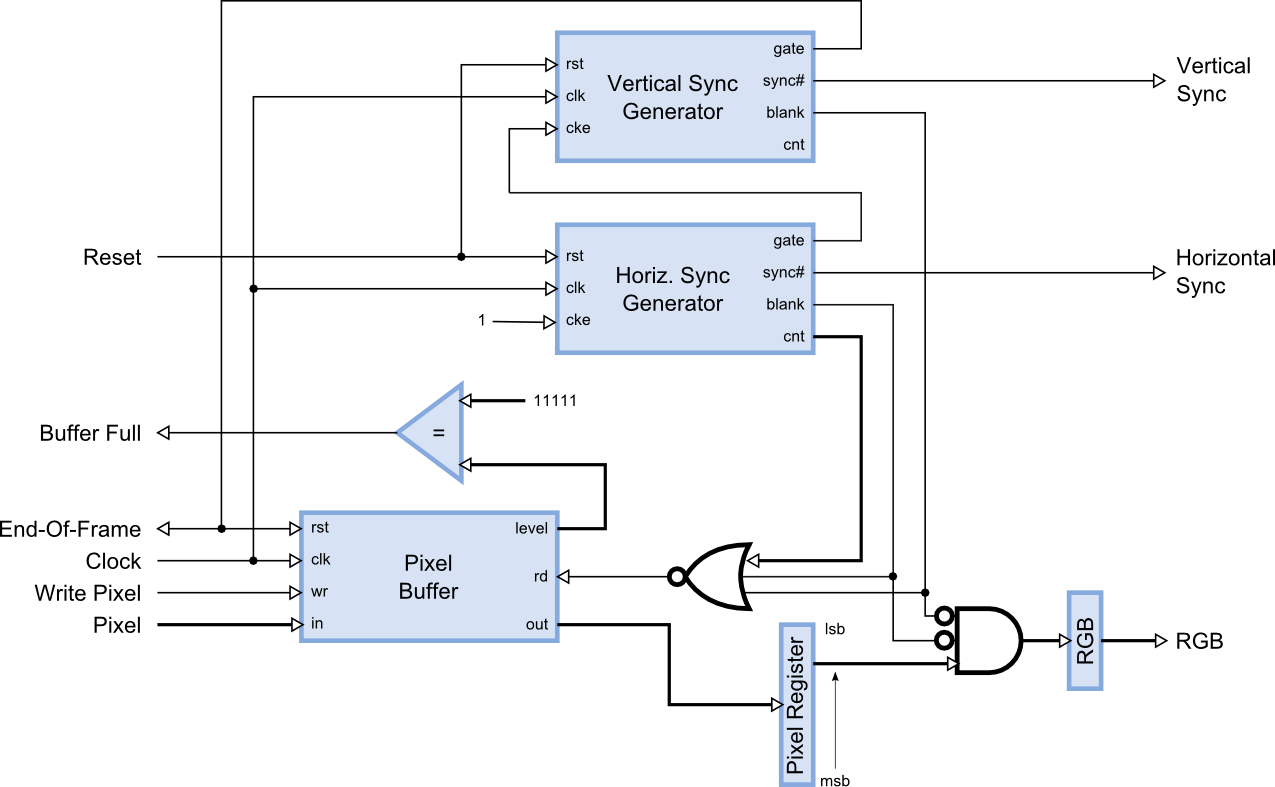 gate
rst
Vertical Sync
Generator
sync#
clk
blank
cke
cnt
Vertical
Sync
gate
Reset
rst
Horiz. Sync
Generator
sync#
clk
blank
1
cke
cnt
Horizontal
Sync
11111
Buffer Full
=
End-Of-Frame
rst
level
Clock
clk
Pixel
Buffer
rd
Write Pixel
wr
Pixel
in
out
lsb
Pixel Register
msb
RGB
RGB